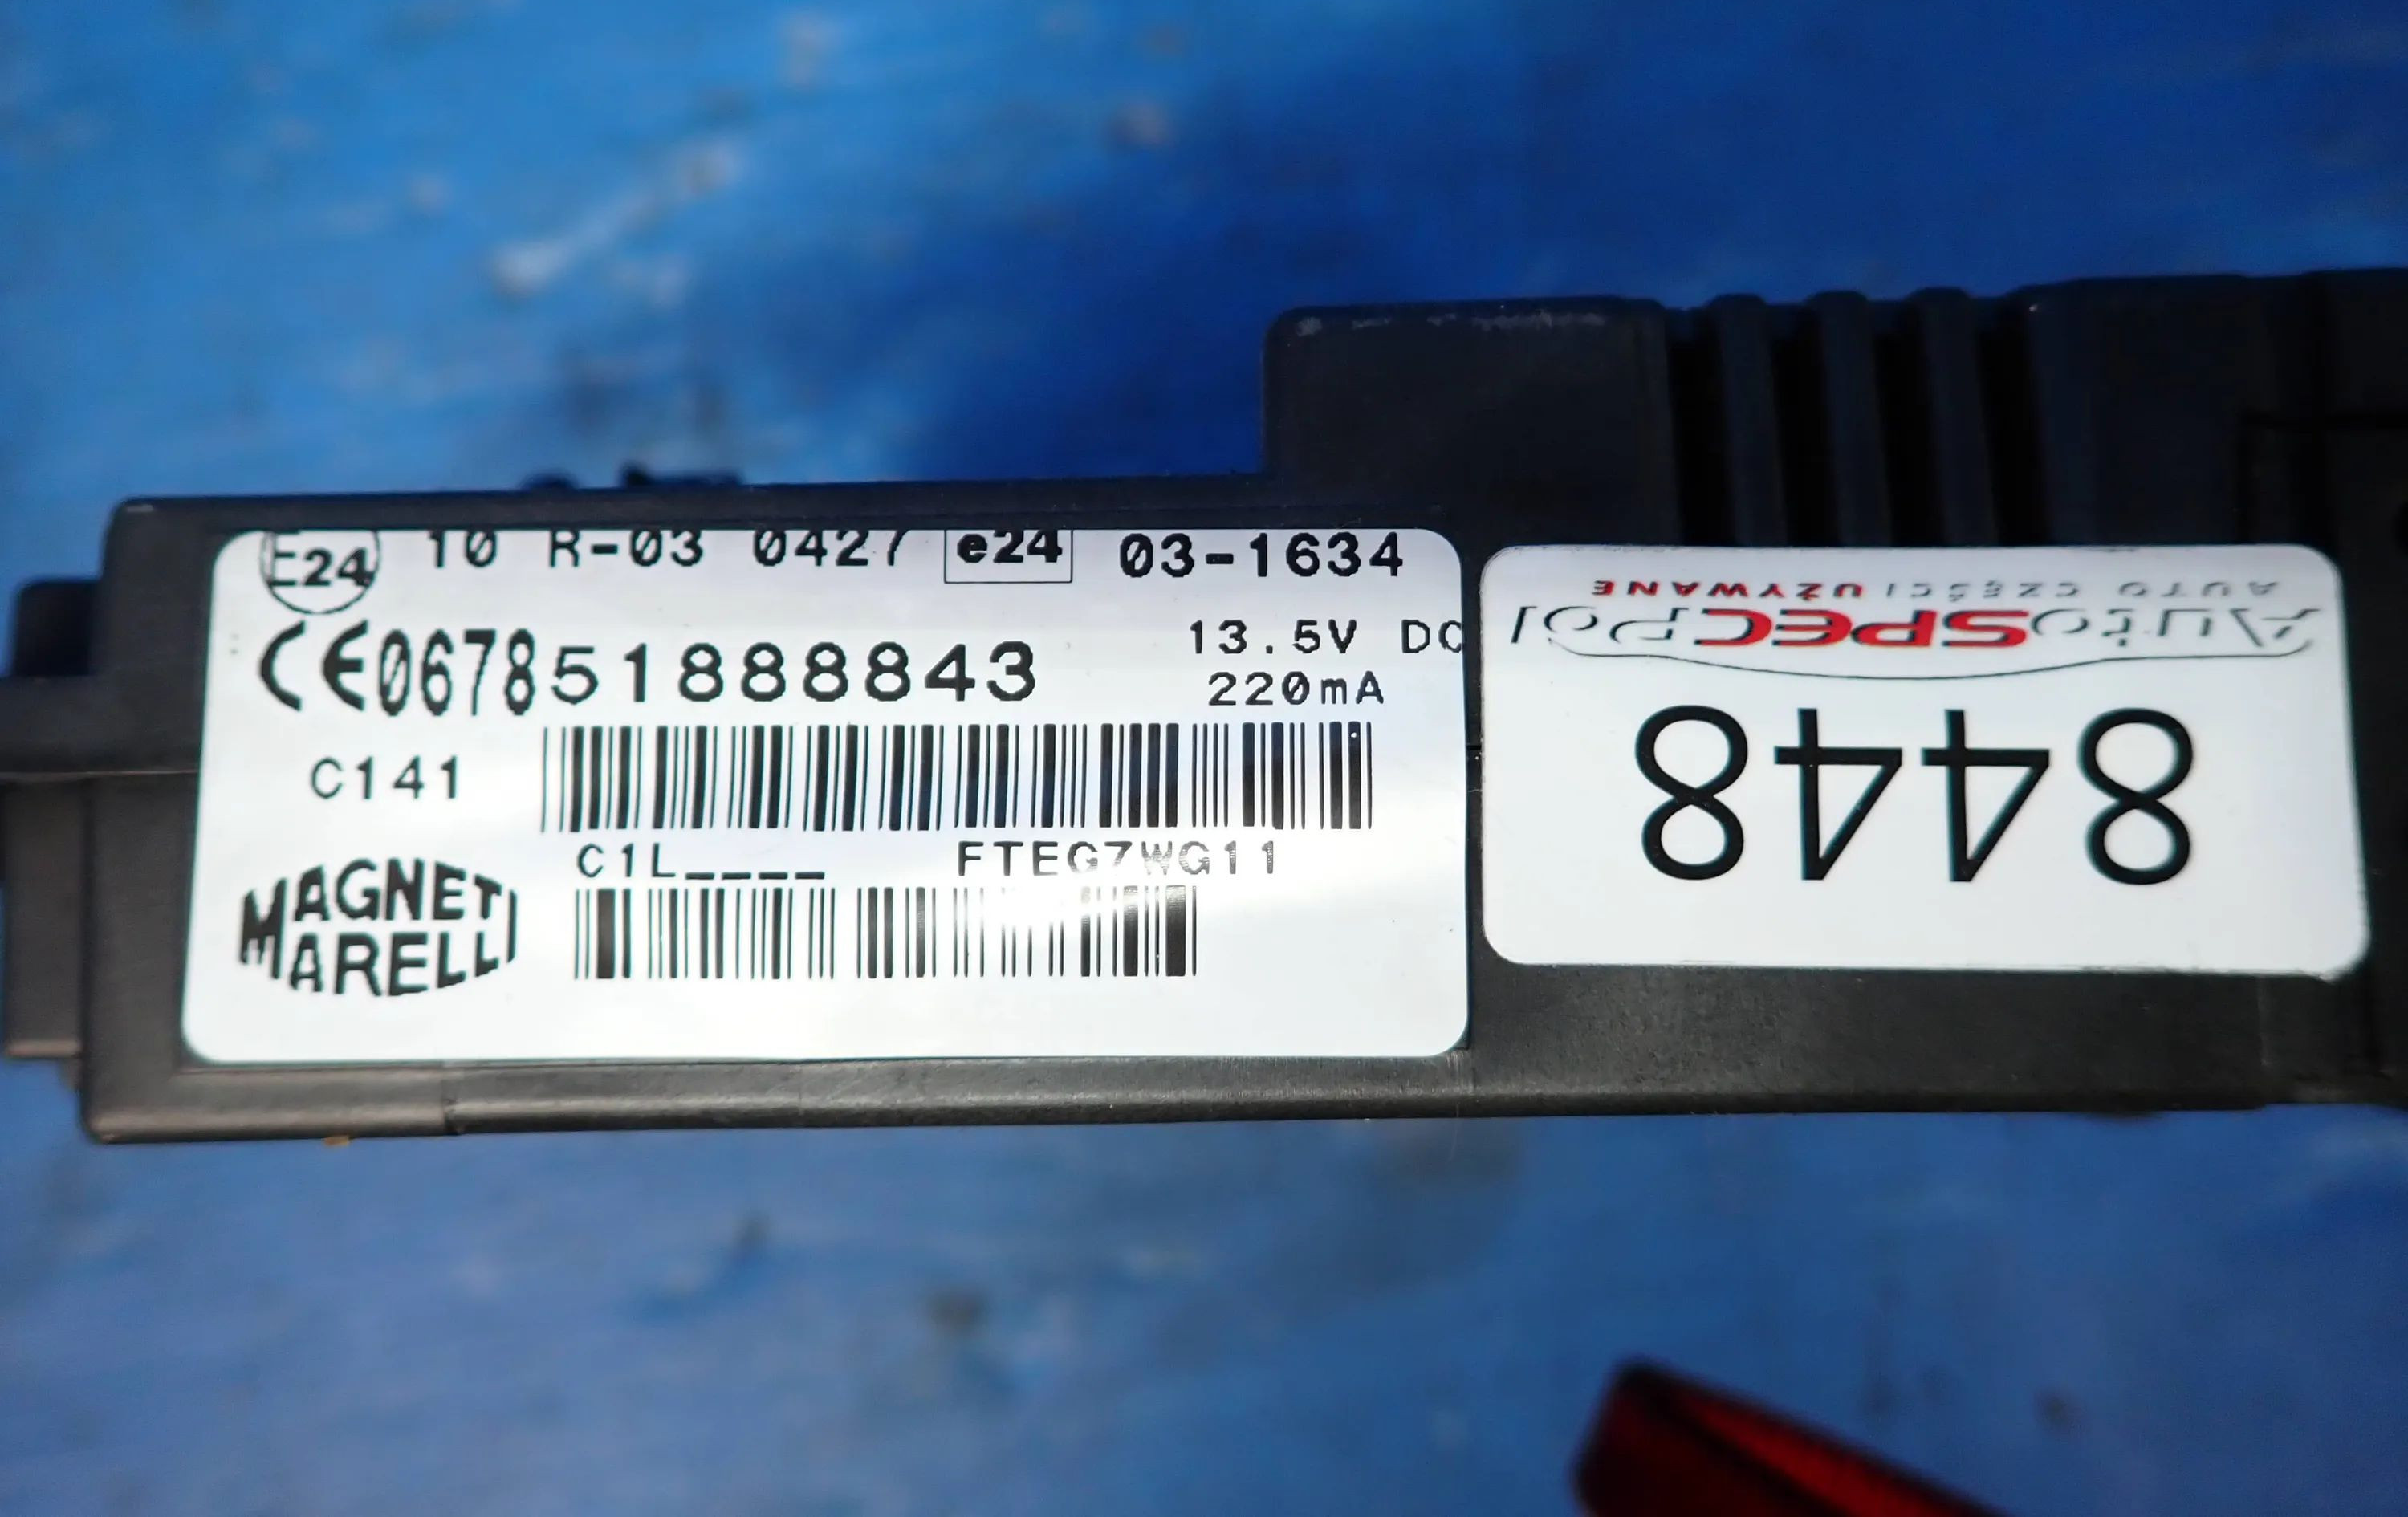 E24 10 R-03 0427 e24 03-1634
CE0678 51888843 13.5V DC
220mA
C141
C1L____ FTEG7WG11
MAGNETI
MARELLI
AutoSPECPol
AUTO CZĘŚCI UŻYWANE
8448